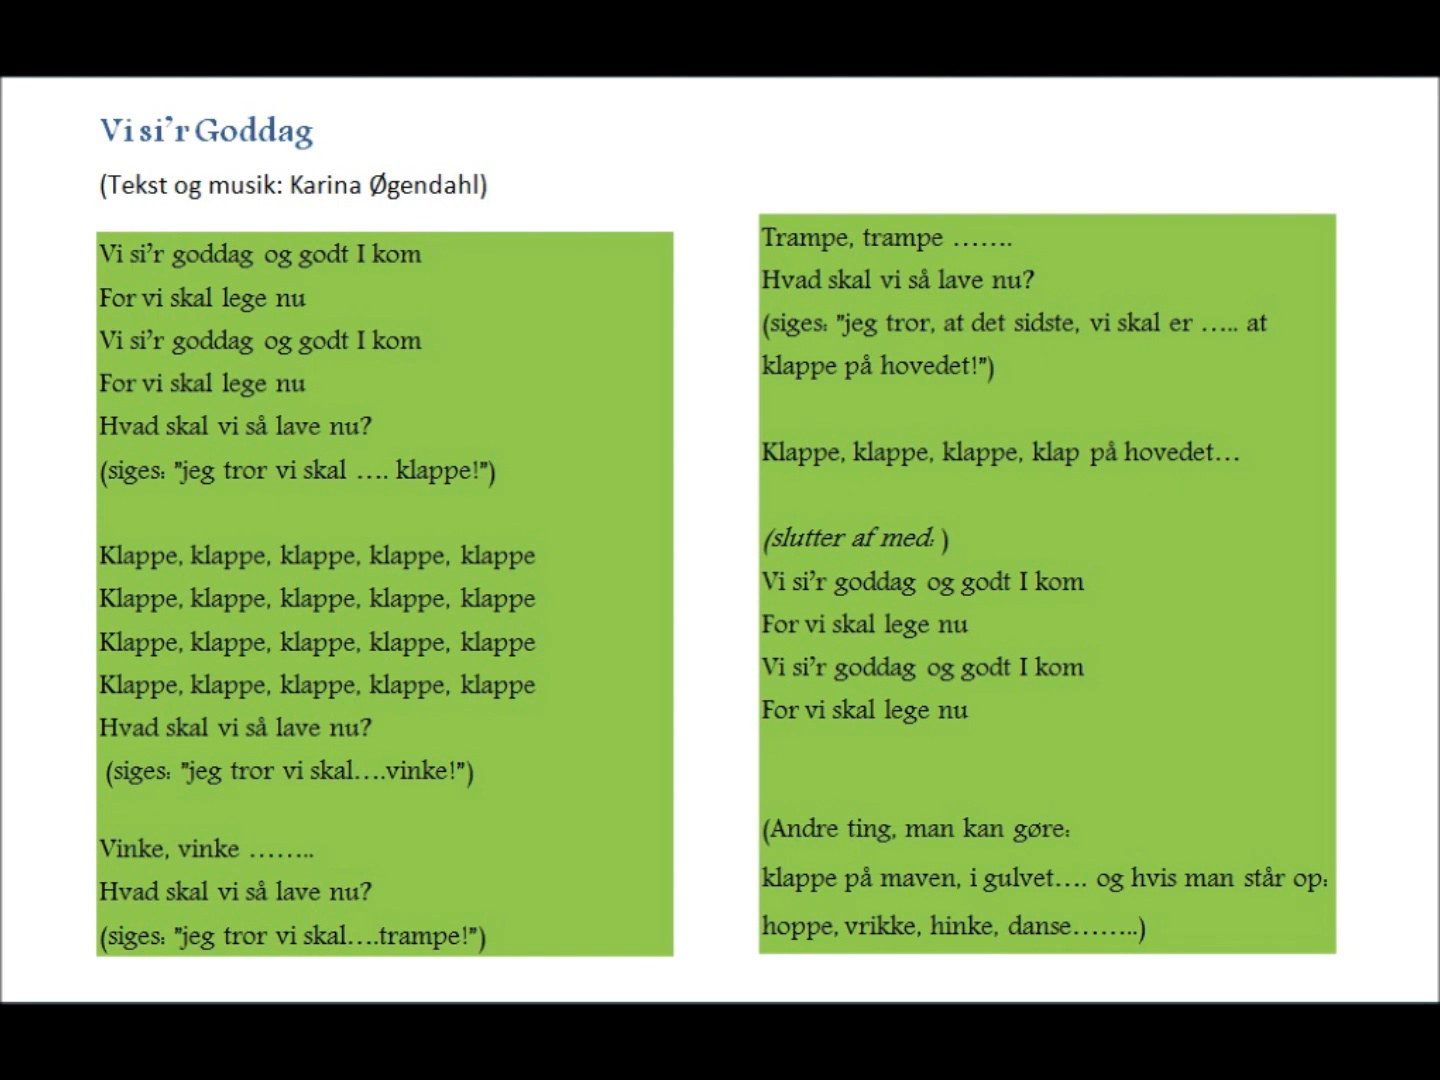 Vi si’r Goddag
(Tekst og musik: Karina Øgendahl)
Vi si’r goddag og godt I kom
For vi skal lege nu
Vi si’r goddag og godt I kom
For vi skal lege nu
Hvad skal vi så lave nu?
(siges: "jeg tror vi skal …. klappe!")
Klappe, klappe, klappe, klappe, klappe
Klappe, klappe, klappe, klappe, klappe
Klappe, klappe, klappe, klappe, klappe
Klappe, klappe, klappe, klappe, klappe
Hvad skal vi så lave nu?
(siges: "jeg tror vi skal….vinke!")
Vinke, vinke ……..
Hvad skal vi så lave nu?
(siges: "jeg tror vi skal….trampe!")
Trampe, trampe …….
Hvad skal vi så lave nu?
(siges: "jeg tror, at det sidste, vi skal er ….. at
klappe på hovedet!")
Klappe, klappe, klappe, klap på hovedet…
(slutter af med: )
Vi si’r goddag og godt I kom
For vi skal lege nu
Vi si’r goddag og godt I kom
For vi skal lege nu
(Andre ting, man kan gøre:
klappe på maven, i gulvet…. og hvis man står op:
hoppe, vrikke, hinke, danse……..)